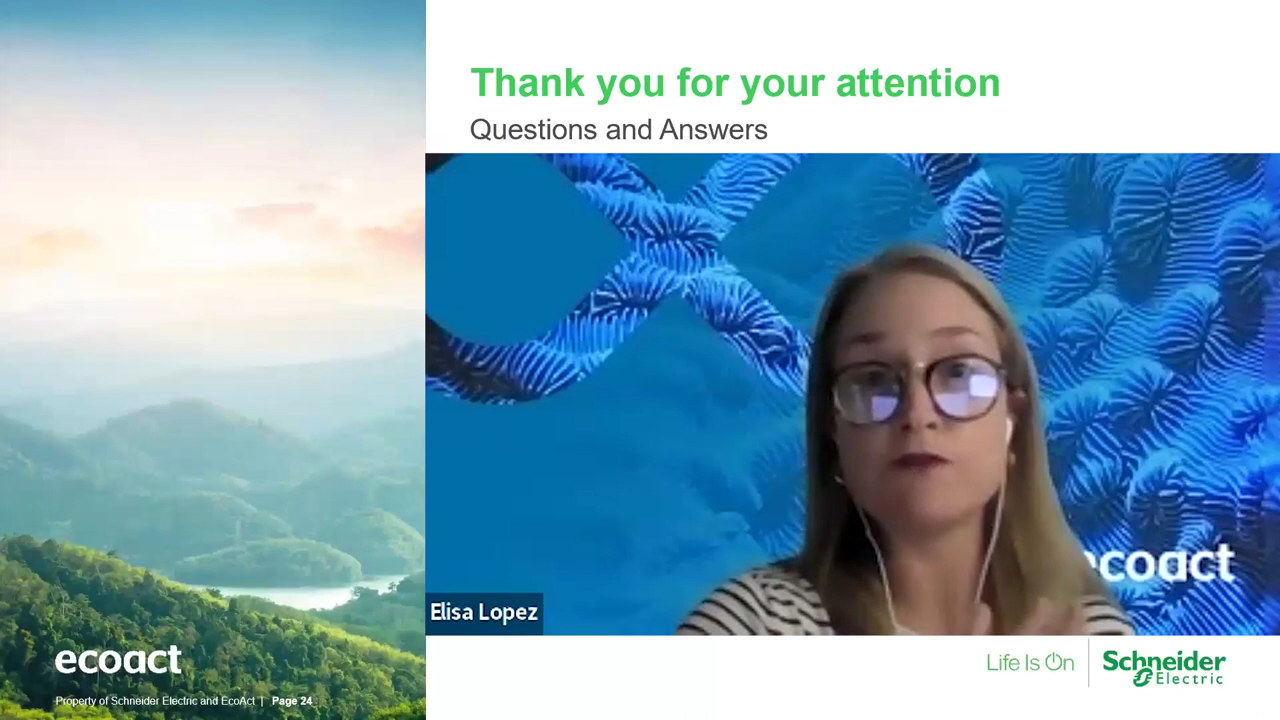 Thank you for your attention
Questions and Answers
Elisa Lopez
ecoact
ecoact
Property of Schneider Electric and EcoAct | Page 24
Life Is On
Schneider
Electric